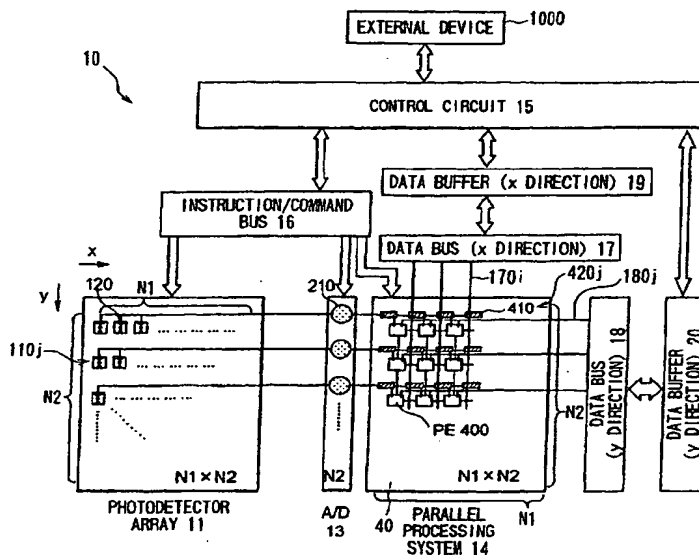 EXTERNAL DEVICE
1000
10
CONTROL CIRCUIT 15
DATA BUFFER (x DIRECTION) 19
INSTRUCTION/COMMAND
BUS 16
DATA BUS (x DIRECTION) 17
x
y
N1
120
210
170i
420j
180j
410
110j
N2
PE 400
N2
DATA BUS
(y DIRECTION) 18
DATA BUFFER
(y DIRECTION) 20
N1×N2
N2
40
N1×N2
N1
PHOTODETECTOR
ARRAY 11
A/D
13
PARALLEL
PROCESSING
SYSTEM 14